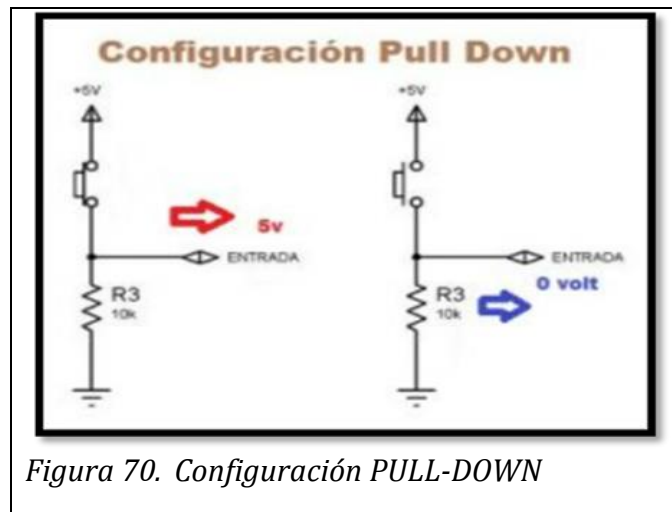 Configuración Pull Down
+5V
+5V
5v
ENTRADA
ENTRADA
0 volt
R3
10k
R3
10k
Figura 70. Configuración PULL-DOWN